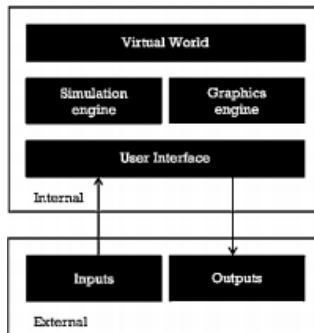 Virtual World
Simulation engine
Graphics engine
User Interface
Internal
Inputs
Outputs
External